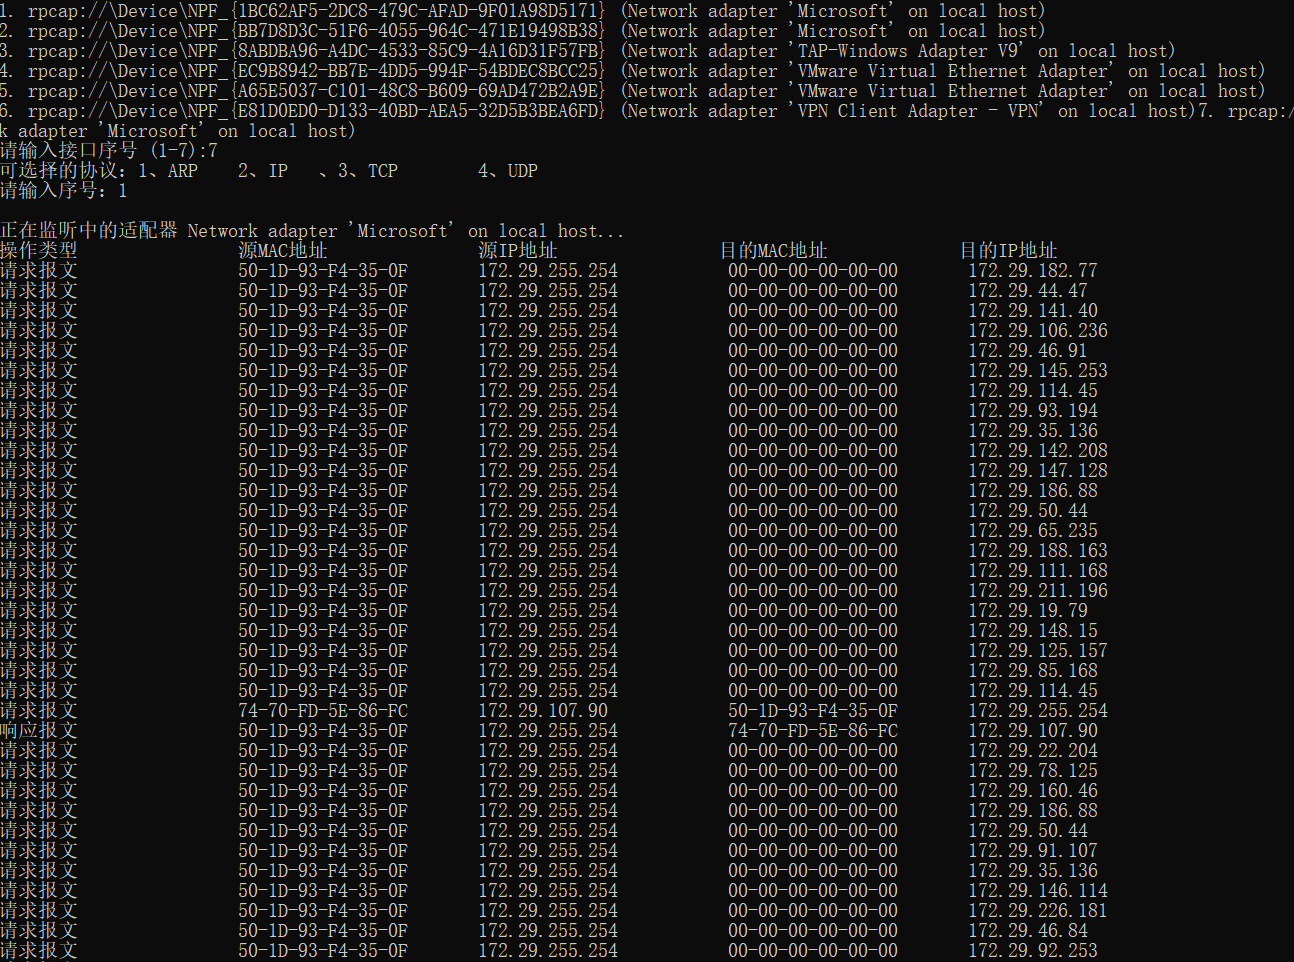 1. rpcap://\Device\NPF_{1BC62AF5-2DC8-479C-AFAD-9F01A98D5171} (Network adapter 'Microsoft' on local host)
2. rpcap://\Device\NPF_{BB7D8D3C-51F6-4055-964C-471E19498B38} (Network adapter 'Microsoft' on local host)
3. rpcap://\Device\NPF_{8ABDBA96-A4DC-4533-85C9-4A16D31F57FB} (Network adapter 'TAP-Windows Adapter V9' on local host)
4. rpcap://\Device\NPF_{EC9B8942-BB7E-4DD5-994F-54BDEC8BCC25} (Network adapter 'VMware Virtual Ethernet Adapter' on local host)
5. rpcap://\Device\NPF_{A65E5037-C101-48C8-B609-69AD472B2A9E} (Network adapter 'VMware Virtual Ethernet Adapter' on local host)
6. rpcap://\Device\NPF_{E81D0ED0-D133-40BD-AEA5-32D5B3BEA6FD} (Network adapter 'VPN Client Adapter - VPN' on local host)7. rpcap:/
k adapter 'Microsoft' on local host)
请输入接口序号 (1-7):7
可选择的协议: 1、ARP 2、IP 、3、TCP 4、UDP
请输入序号: 1
正在监听中的适配器 Network adapter 'Microsoft' on local host...
操作类型 源MAC地址 源IP地址 目的MAC地址 目的IP地址
请求报文 50-1D-93-F4-35-0F 172.29.255.254 00-00-00-00-00-00 172.29.182.77
请求报文 50-1D-93-F4-35-0F 172.29.255.254 00-00-00-00-00-00 172.29.44.47
请求报文 50-1D-93-F4-35-0F 172.29.255.254 00-00-00-00-00-00 172.29.141.40
请求报文 50-1D-93-F4-35-0F 172.29.255.254 00-00-00-00-00-00 172.29.106.236
请求报文 50-1D-93-F4-35-0F 172.29.255.254 00-00-00-00-00-00 172.29.46.91
请求报文 50-1D-93-F4-35-0F 172.29.255.254 00-00-00-00-00-00 172.29.145.253
请求报文 50-1D-93-F4-35-0F 172.29.255.254 00-00-00-00-00-00 172.29.114.45
请求报文 50-1D-93-F4-35-0F 172.29.255.254 00-00-00-00-00-00 172.29.93.194
请求报文 50-1D-93-F4-35-0F 172.29.255.254 00-00-00-00-00-00 172.29.35.136
请求报文 50-1D-93-F4-35-0F 172.29.255.254 00-00-00-00-00-00 172.29.142.208
请求报文 50-1D-93-F4-35-0F 172.29.255.254 00-00-00-00-00-00 172.29.147.128
请求报文 50-1D-93-F4-35-0F 172.29.255.254 00-00-00-00-00-00 172.29.186.88
请求报文 50-1D-93-F4-35-0F 172.29.255.254 00-00-00-00-00-00 172.29.50.44
请求报文 50-1D-93-F4-35-0F 172.29.255.254 00-00-00-00-00-00 172.29.65.235
请求报文 50-1D-93-F4-35-0F 172.29.255.254 00-00-00-00-00-00 172.29.188.163
请求报文 50-1D-93-F4-35-0F 172.29.255.254 00-00-00-00-00-00 172.29.111.168
请求报文 50-1D-93-F4-35-0F 172.29.255.254 00-00-00-00-00-00 172.29.211.196
请求报文 50-1D-93-F4-35-0F 172.29.255.254 00-00-00-00-00-00 172.29.19.79
请求报文 50-1D-93-F4-35-0F 172.29.255.254 00-00-00-00-00-00 172.29.148.15
请求报文 50-1D-93-F4-35-0F 172.29.255.254 00-00-00-00-00-00 172.29.125.157
请求报文 50-1D-93-F4-35-0F 172.29.255.254 00-00-00-00-00-00 172.29.85.168
请求报文 50-1D-93-F4-35-0F 172.29.255.254 00-00-00-00-00-00 172.29.114.45
请求报文 74-70-FD-5E-86-FC 172.29.107.90 50-1D-93-F4-35-0F 172.29.255.254
响应报文 50-1D-93-F4-35-0F 172.29.255.254 74-70-FD-5E-86-FC 172.29.107.90
请求报文 50-1D-93-F4-35-0F 172.29.255.254 00-00-00-00-00-00 172.29.22.204
请求报文 50-1D-93-F4-35-0F 172.29.255.254 00-00-00-00-00-00 172.29.78.125
请求报文 50-1D-93-F4-35-0F 172.29.255.254 00-00-00-00-00-00 172.29.160.46
请求报文 50-1D-93-F4-35-0F 172.29.255.254 00-00-00-00-00-00 172.29.186.88
请求报文 50-1D-93-F4-35-0F 172.29.255.254 00-00-00-00-00-00 172.29.50.44
请求报文 50-1D-93-F4-35-0F 172.29.255.254 00-00-00-00-00-00 172.29.91.107
请求报文 50-1D-93-F4-35-0F 172.29.255.254 00-00-00-00-00-00 172.29.35.136
请求报文 50-1D-93-F4-35-0F 172.29.255.254 00-00-00-00-00-00 172.29.146.114
请求报文 50-1D-93-F4-35-0F 172.29.255.254 00-00-00-00-00-00 172.29.226.181
请求报文 50-1D-93-F4-35-0F 172.29.255.254 00-00-00-00-00-00 172.29.46.84
请求报文 50-1D-93-F4-35-0F 172.29.255.254 00-00-00-00-00-00 172.29.92.253